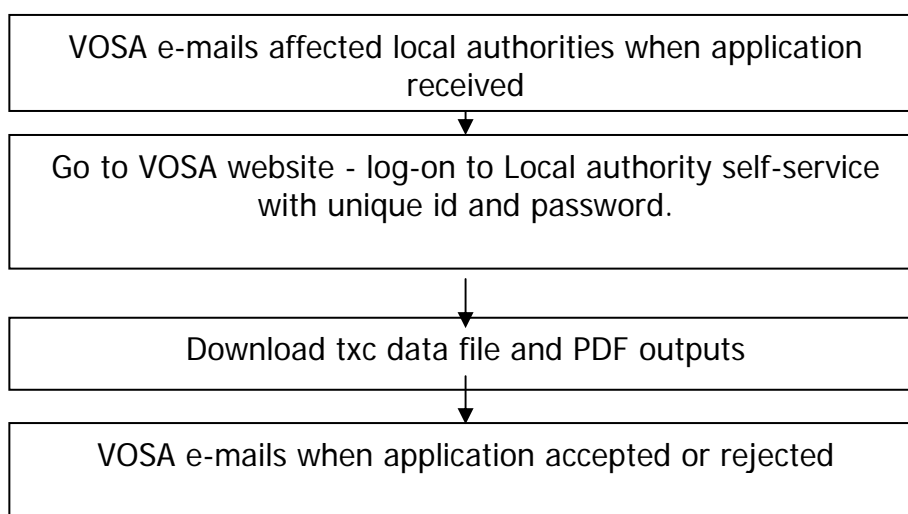 VOSA e-mails affected local authorities when application
received
Go to VOSA website - log-on to Local authority self-service
with unique id and password.
Download txc data file and PDF outputs
VOSA e-mails when application accepted or rejected